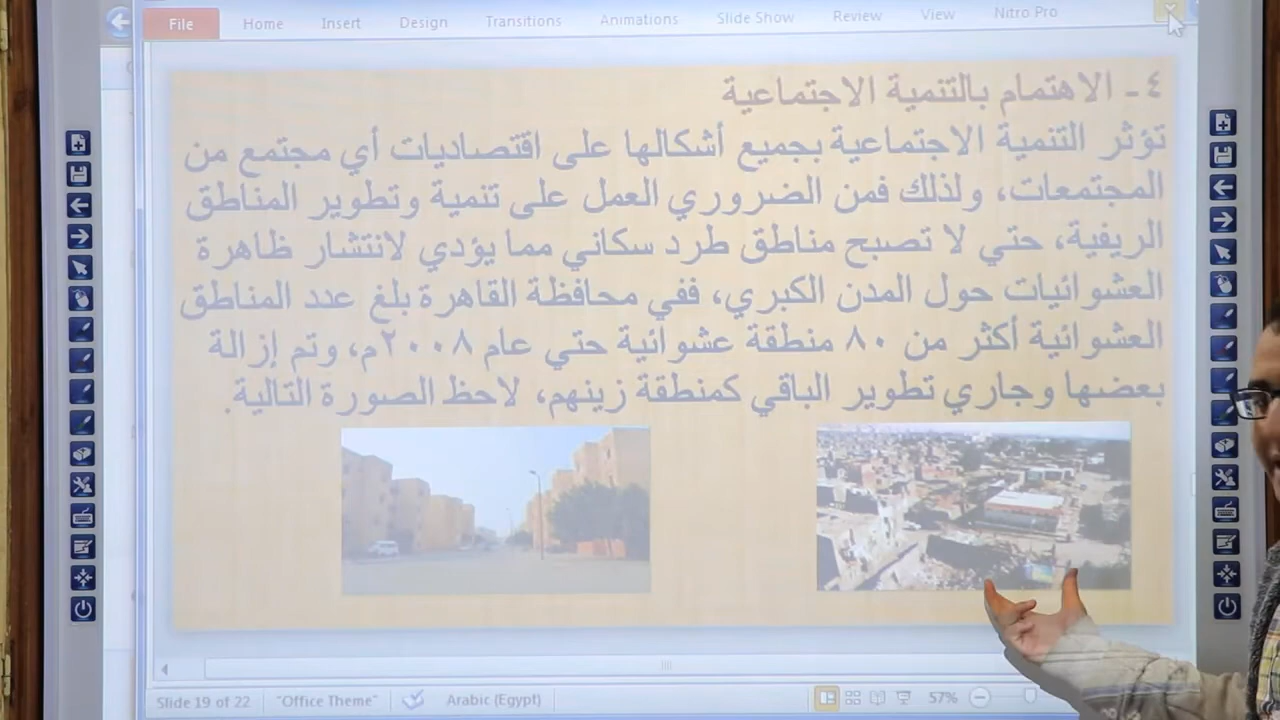 File Home Insert Design Transitions Animations Slide Show Review View Nitro Pro
٤- الاهتمام بالتنمية الاجتماعية
تؤثر التنمية الاجتماعية بجميع أشكالها على اقتصاديات أي مجتمع من
المجتمعات، ولذلك فمن الضروري العمل على تنمية وتطوير المناطق
الريفية، حتي لا تصبح مناطق طرد سكاني مما يؤدي لانتشار ظاهرة
العشوائيات حول المدن الكبري، ففي محافظة القاهرة بلغ عدد المناطق
العشوائية أكثر من ٨٠ منطقة عشوائية حتي عام ٢٠٠٨م، وتم إزالة
بعضها وجاري تطوير الباقي كمنطقة زينهم، لاحظ الصورة التالية.
Slide 19 of 22 "Office Theme" Arabic (Egypt) 57%